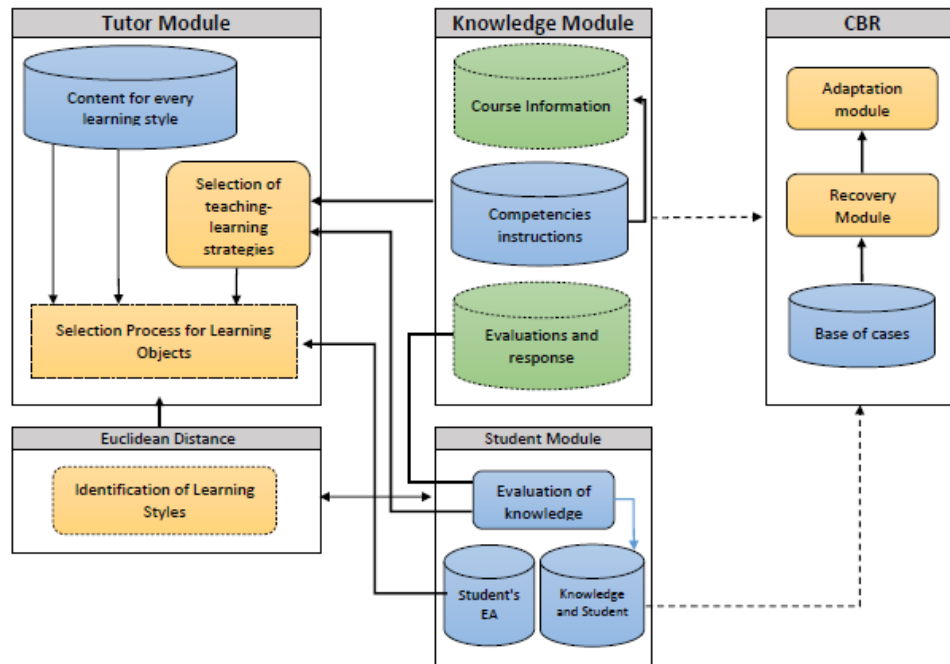 Tutor Module
Content for every
learning style
Selection of
teaching-
learning
strategies
Selection Process for Learning
Objects
Knowledge Module
Course Information
Competencies
instructions
Evaluations and
response
CBR
Adaptation
module
Recovery
Module
Base of cases
Euclidean Distance
Identification of Learning
Styles
Student Module
Evaluation of
knowledge
Student's
EA
Knowledge
and Student